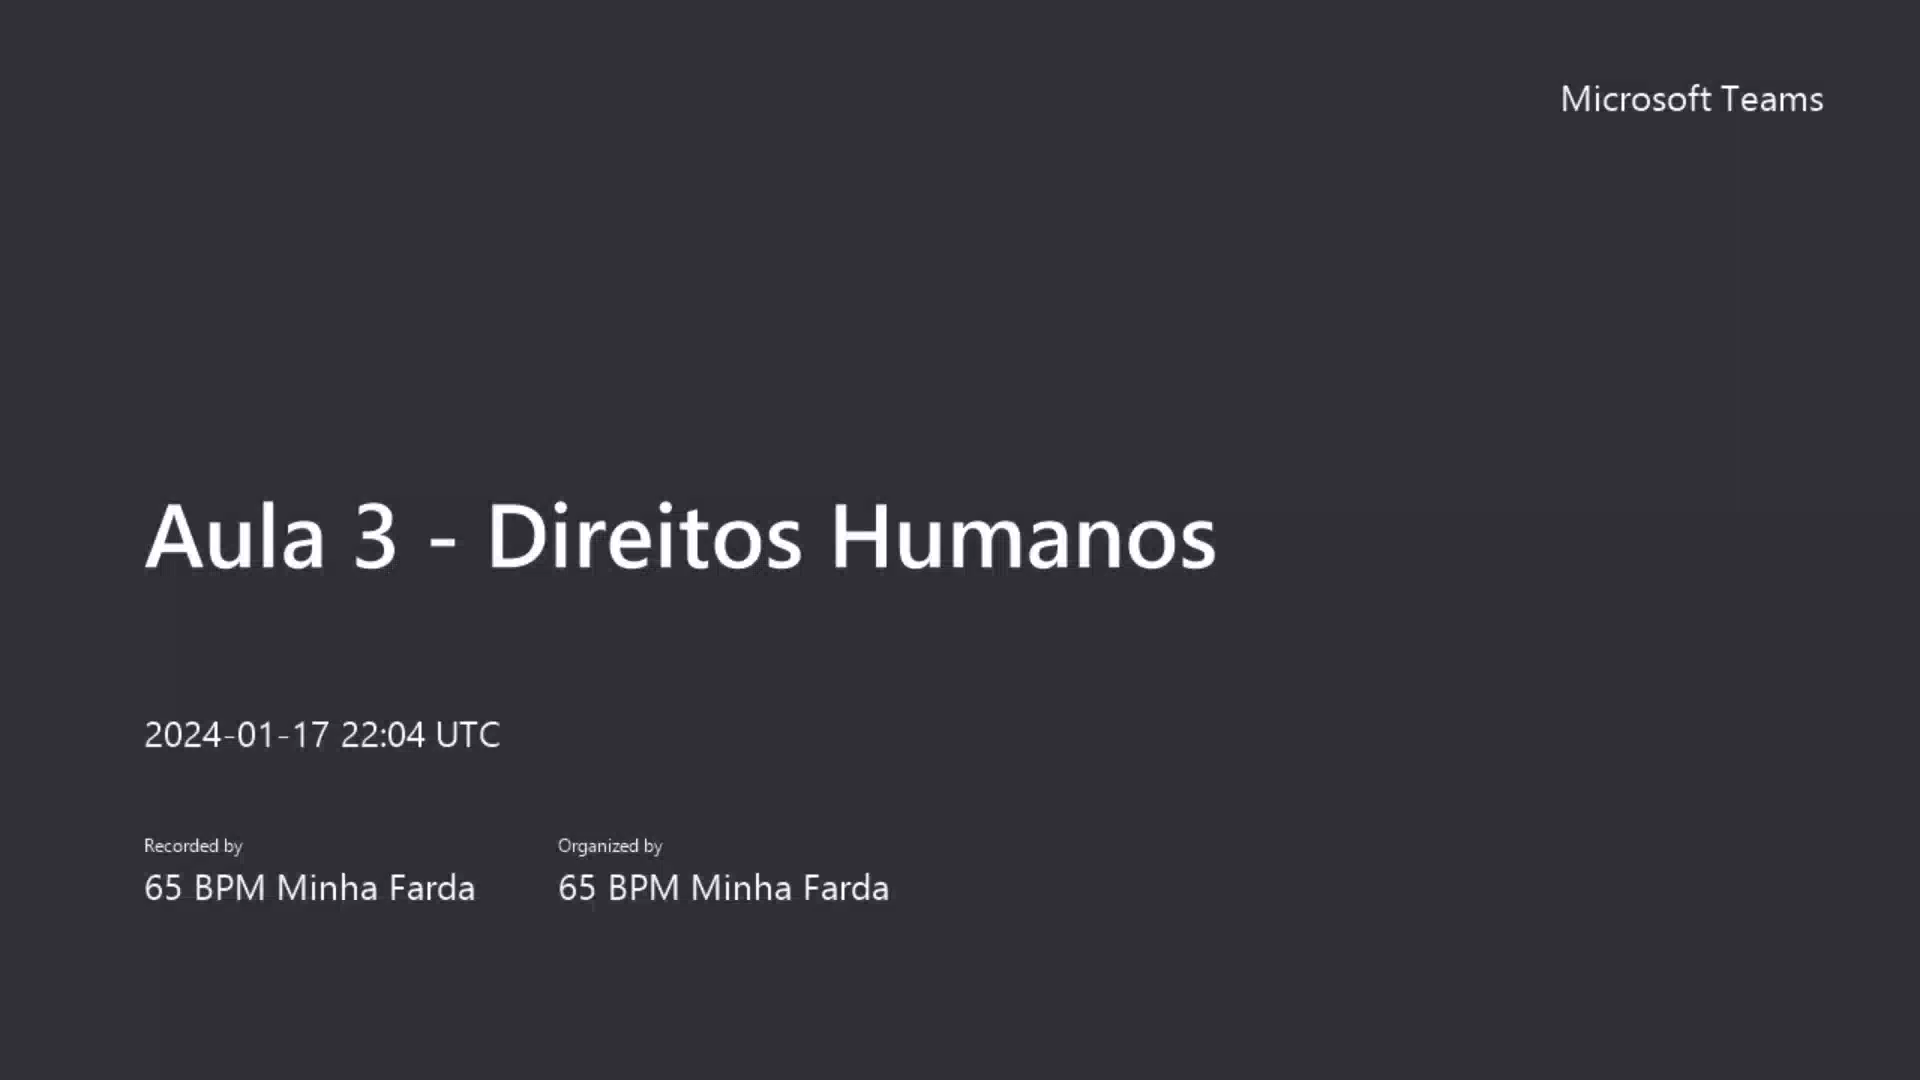 Microsoft Teams
Aula 3 - Direitos Humanos
2024-01-17 22:04 UTC
Recorded by
65 BPM Minha Farda
Organized by
65 BPM Minha Farda